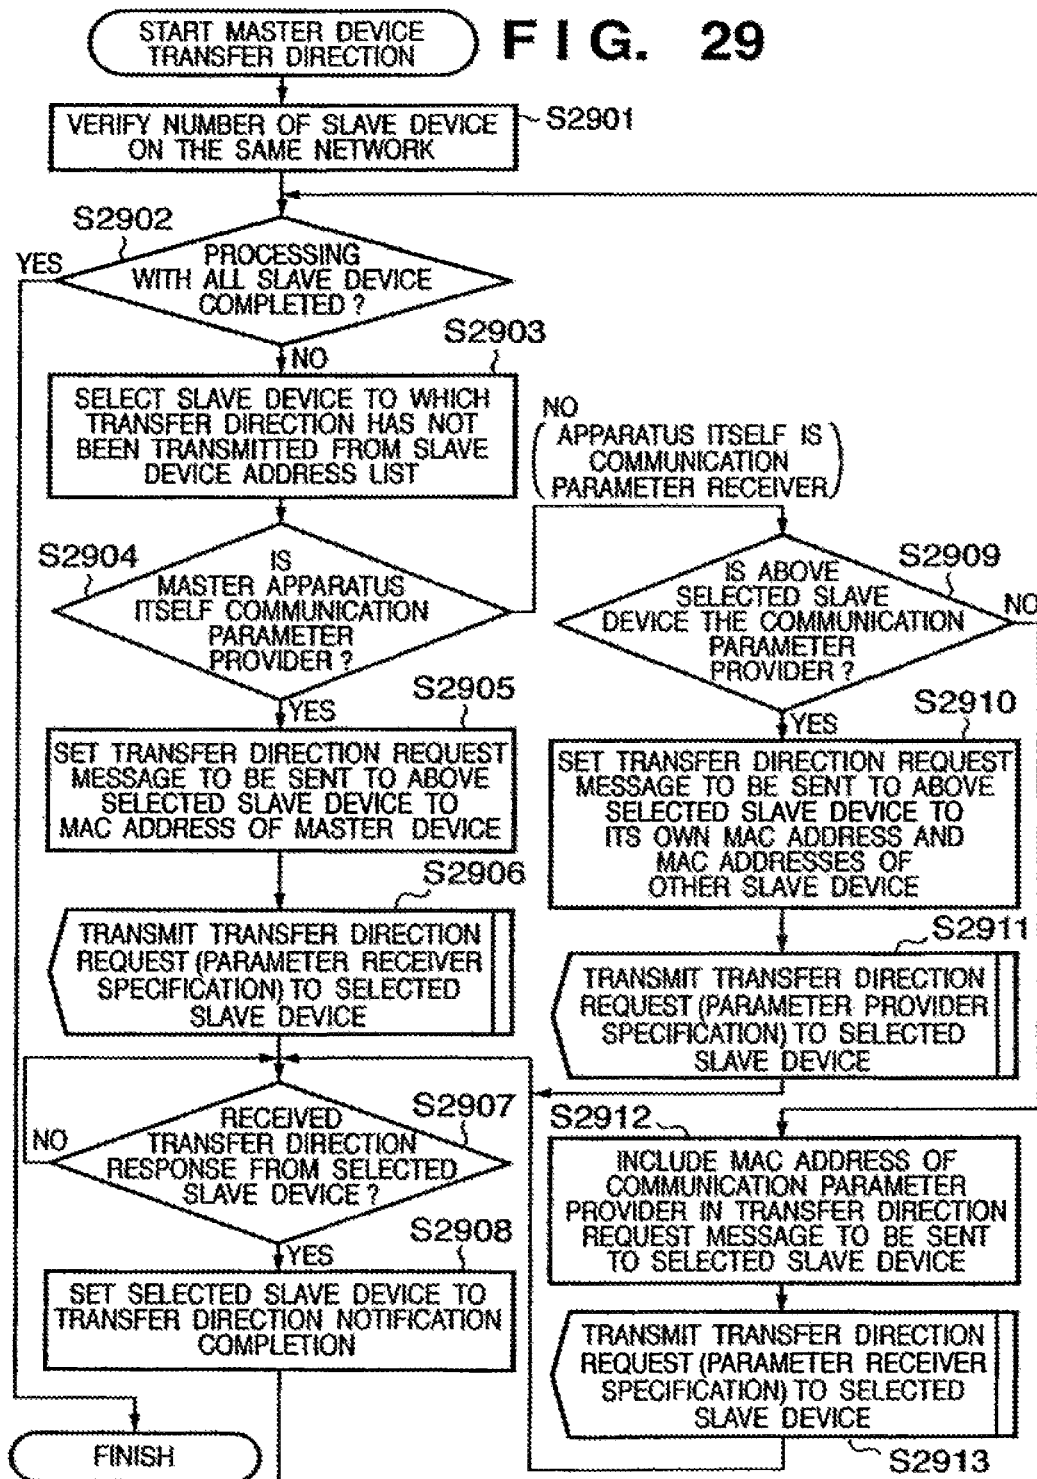 FIG. 29
START MASTER DEVICE
TRANSFER DIRECTION
S2901
VERIFY NUMBER OF SLAVE DEVICE
ON THE SAME NETWORK
S2902
YES
PROCESSING
WITH ALL SLAVE DEVICE
COMPLETED ?
NO
S2903
SELECT SLAVE DEVICE TO WHICH
TRANSFER DIRECTION HAS NOT
BEEN TRANSMITTED FROM SLAVE
DEVICE ADDRESS LIST
NO
(APPARATUS ITSELF IS
COMMUNICATION
PARAMETER RECEIVER)
S2904
IS
MASTER APPARATUS
ITSELF COMMUNICATION
PARAMETER
PROVIDER ?
YES
S2905
SET TRANSFER DIRECTION REQUEST
MESSAGE TO BE SENT TO ABOVE
SELECTED SLAVE DEVICE TO
MAC ADDRESS OF MASTER DEVICE
S2906
TRANSMIT TRANSFER DIRECTION
REQUEST (PARAMETER RECEIVER
SPECIFICATION) TO SELECTED
SLAVE DEVICE
S2907
NO
RECEIVED
TRANSFER DIRECTION
RESPONSE FROM SELECTED
SLAVE DEVICE ?
YES
S2908
SET SELECTED SLAVE DEVICE TO
TRANSFER DIRECTION NOTIFICATION
COMPLETION
FINISH
S2909
IS ABOVE
SELECTED SLAVE
DEVICE THE COMMUNICATION
PARAMETER
PROVIDER ?
NO
YES
S2910
SET TRANSFER DIRECTION REQUEST
MESSAGE TO BE SENT TO ABOVE
SELECTED SLAVE DEVICE TO
ITS OWN MAC ADDRESS AND
MAC ADDRESSES OF
OTHER SLAVE DEVICE
S2911
TRANSMIT TRANSFER DIRECTION
REQUEST (PARAMETER PROVIDER
SPECIFICATION) TO SELECTED
SLAVE DEVICE
S2912
INCLUDE MAC ADDRESS OF
COMMUNICATION PARAMETER
PROVIDER IN TRANSFER DIRECTION
REQUEST MESSAGE TO BE SENT
TO SELECTED SLAVE DEVICE
TRANSMIT TRANSFER DIRECTION
REQUEST (PARAMETER RECEIVER
SPECIFICATION) TO SELECTED
SLAVE DEVICE
S2913